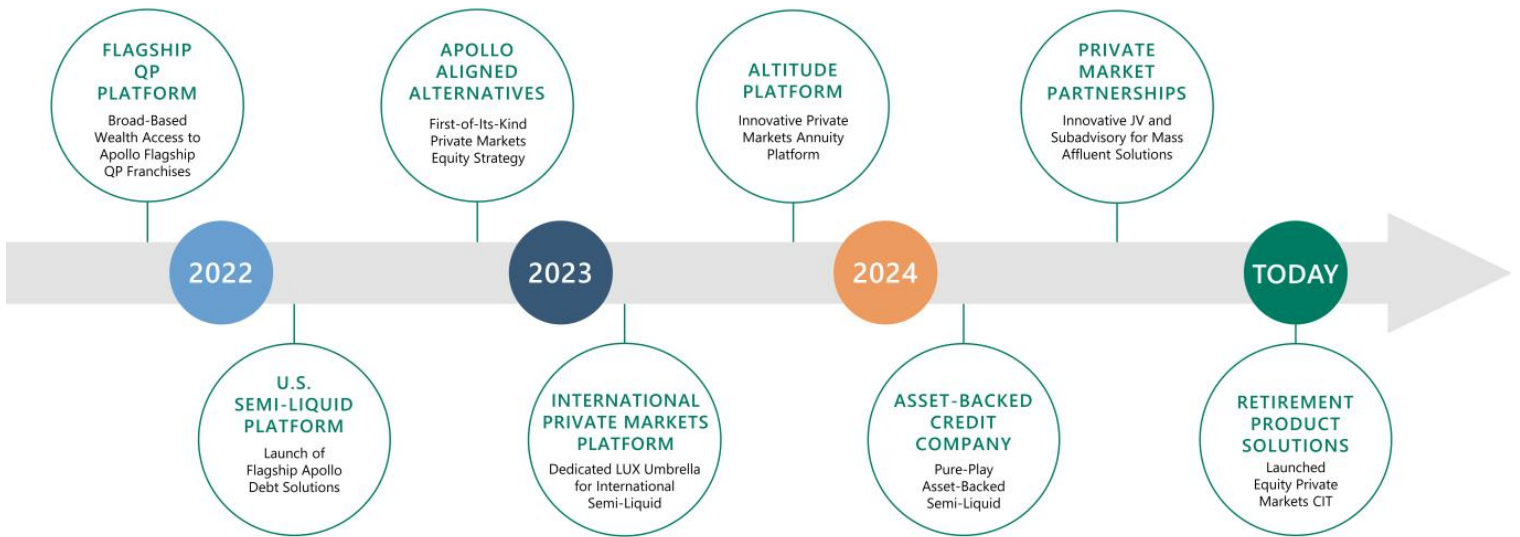 FLAGSHIP
QP
PLATFORM
Broad-Based
Wealth Access to
Apollo Flagship
QP Franchises
APOLLO
ALIGNED
ALTERNATIVES
First-of-Its-Kind
Private Markets
Equity Strategy
ALTITUDE
PLATFORM
Innovative Private
Markets Annuity
Platform
PRIVATE
MARKET
PARTNERSHIPS
Innovative JV and
Subadvisory for Mass
Affluent Solutions
2022
2023
2024
TODAY
U.S.
SEMI-LIQUID
PLATFORM
Launch of
Flagship Apollo
Debt Solutions
INTERNATIONAL
PRIVATE MARKETS
PLATFORM
Dedicated LUX Umbrella
for International
Semi-Liquid
ASSET-BACKED
CREDIT
COMPANY
Pure-Play
Asset-Backed
Semi-Liquid
RETIREMENT
PRODUCT
SOLUTIONS
Launched
Equity Private
Markets CIT